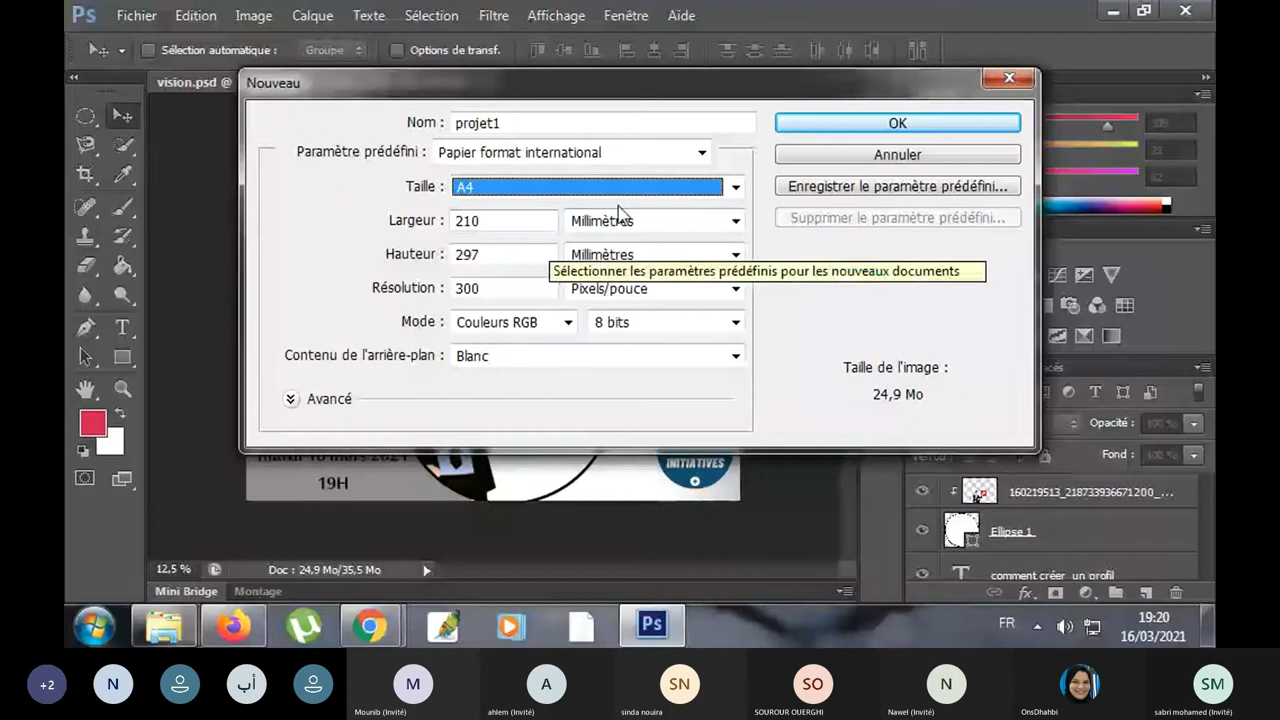 Ps Fichier Edition Image Calque Texte Sélection Filtre Affichage Fenêtre Aide
Sélection automatique : Groupe Options de transf.
vision.psd @
Nouveau
Nom : projet1
OK
Paramètre prédéfini : Papier format international
Annuler
Taille : A4
Enregistrer le paramètre prédéfini...
Largeur : 210 Millimètres
Supprimer le paramètre prédéfini...
Hauteur : 297 Millimètres
Sélectionner les paramètres prédéfinis pour les nouveaux documents
Résolution : 300 Pixels/pouce
Mode : Couleurs RGB 8 bits
Contenu de l'arrière-plan : Blanc
Taille de l'image :
24,9 Mo
Avancé
Opacité :
Fond :
19H
INITIATIVES
160219513_218733936671200_...
Ellipse 1
comment créer un profil
12,5 % Doc : 24,9 Mo/35,5 Mo
Mini Bridge Montage
Ps
FR
19:20
16/03/2021
+2 N أب M A SN SO N SM
Mounib (Invité) ahlem (Invité) sinda nouira SOUROUR OUERGHI Nawel (Invité) OnsDhahbi sabri mohamed (Invité)